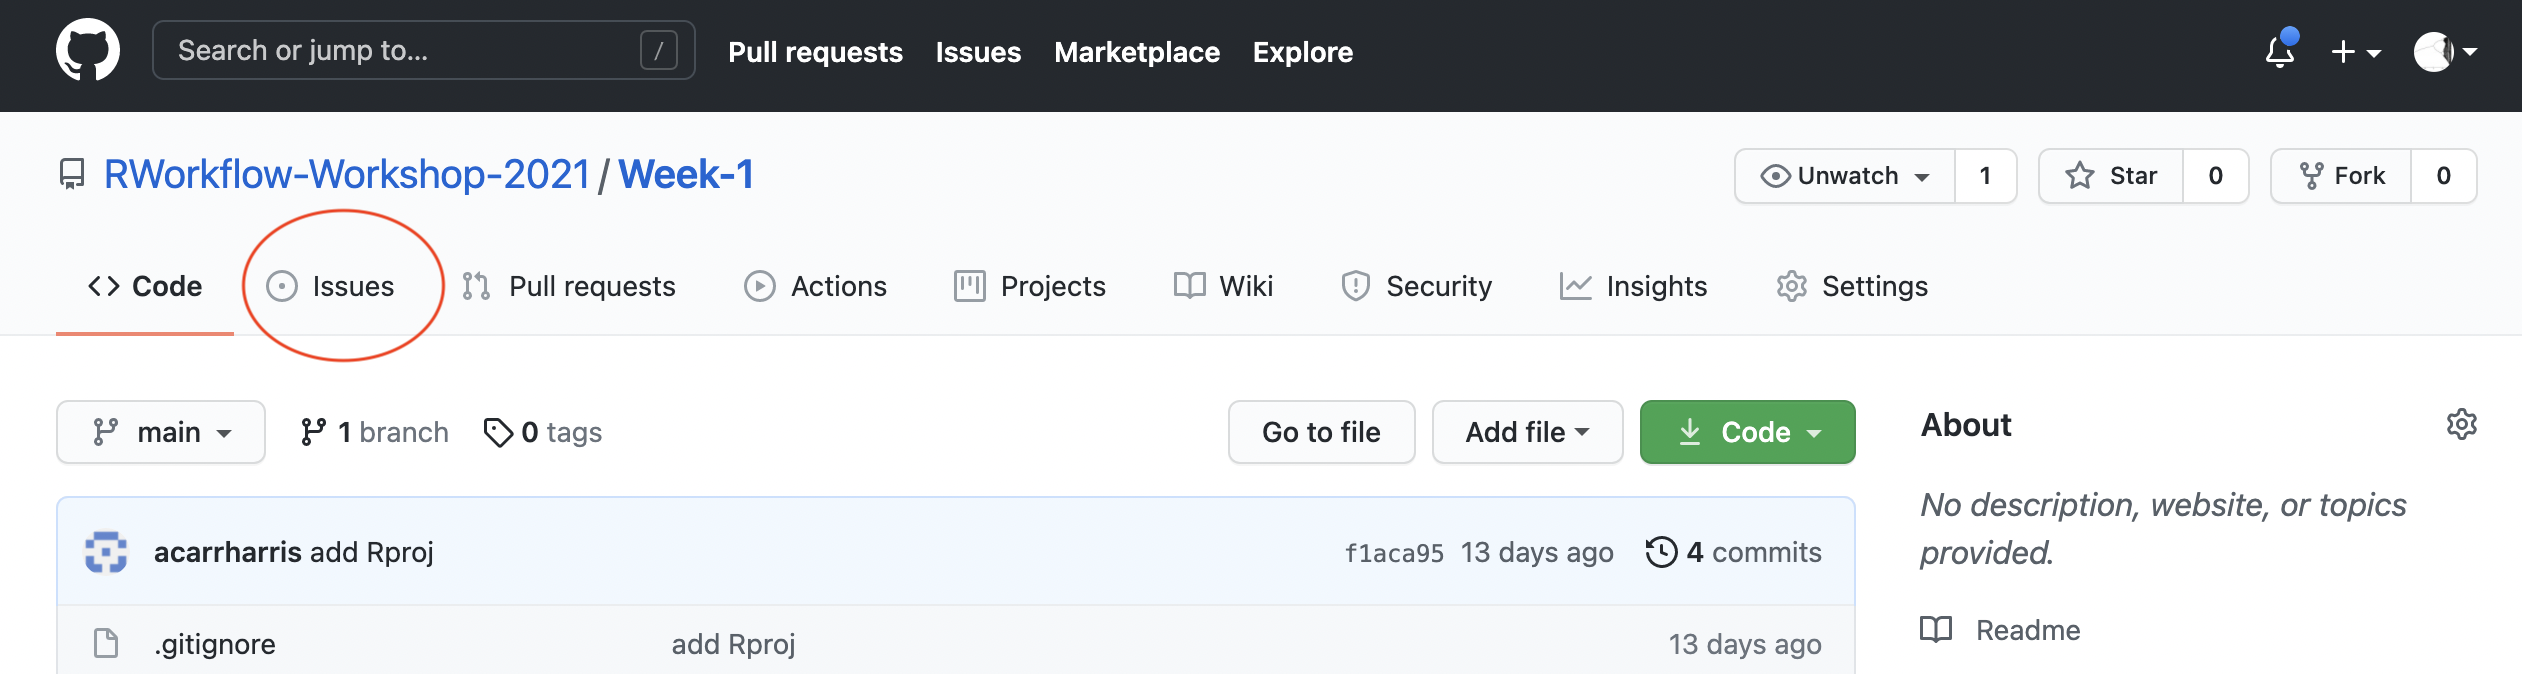 Search or jump to... / Pull requests Issues Marketplace Explore
RWorkflow-Workshop-2021 / Week-1 Unwatch 1 Star 0 Fork 0
Code Issues Pull requests Actions Projects Wiki Security Insights Settings
main 1 branch 0 tags Go to file Add file Code
About
No description, website, or topics
provided.
Readme
acarrharris add Rproj f1aca95 13 days ago 4 commits
.gitignore add Rproj 13 days ago